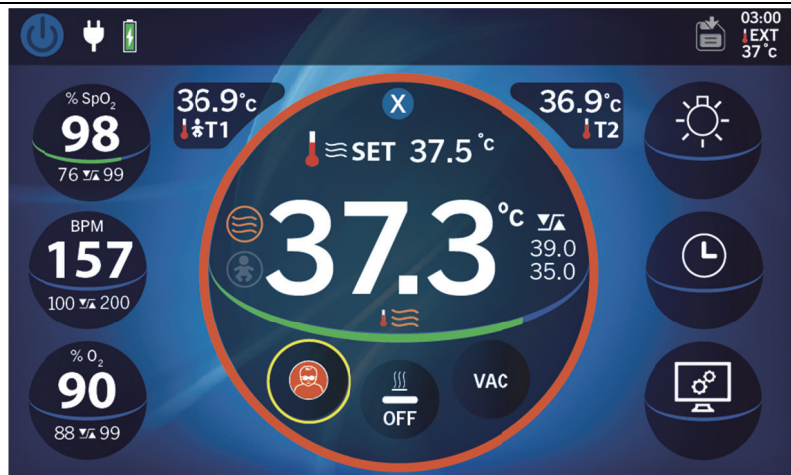 03:00
EXT
37°c
% SpO₂
98
76 99
36.9°c
T1
X
36.9°c
T2
SET 37.5°c
37.3°c
39.0
35.0
BPM
157
100 200
% O₂
90
88 99
OFF
VAC